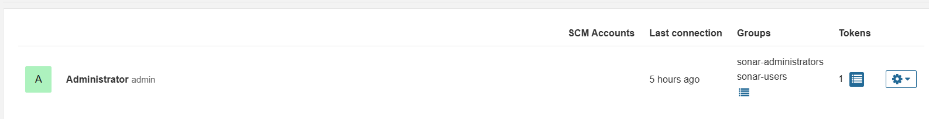 SCM Accounts Last connection Groups Tokens
A Administrator admin 5 hours ago sonar-administrators 1
sonar-users